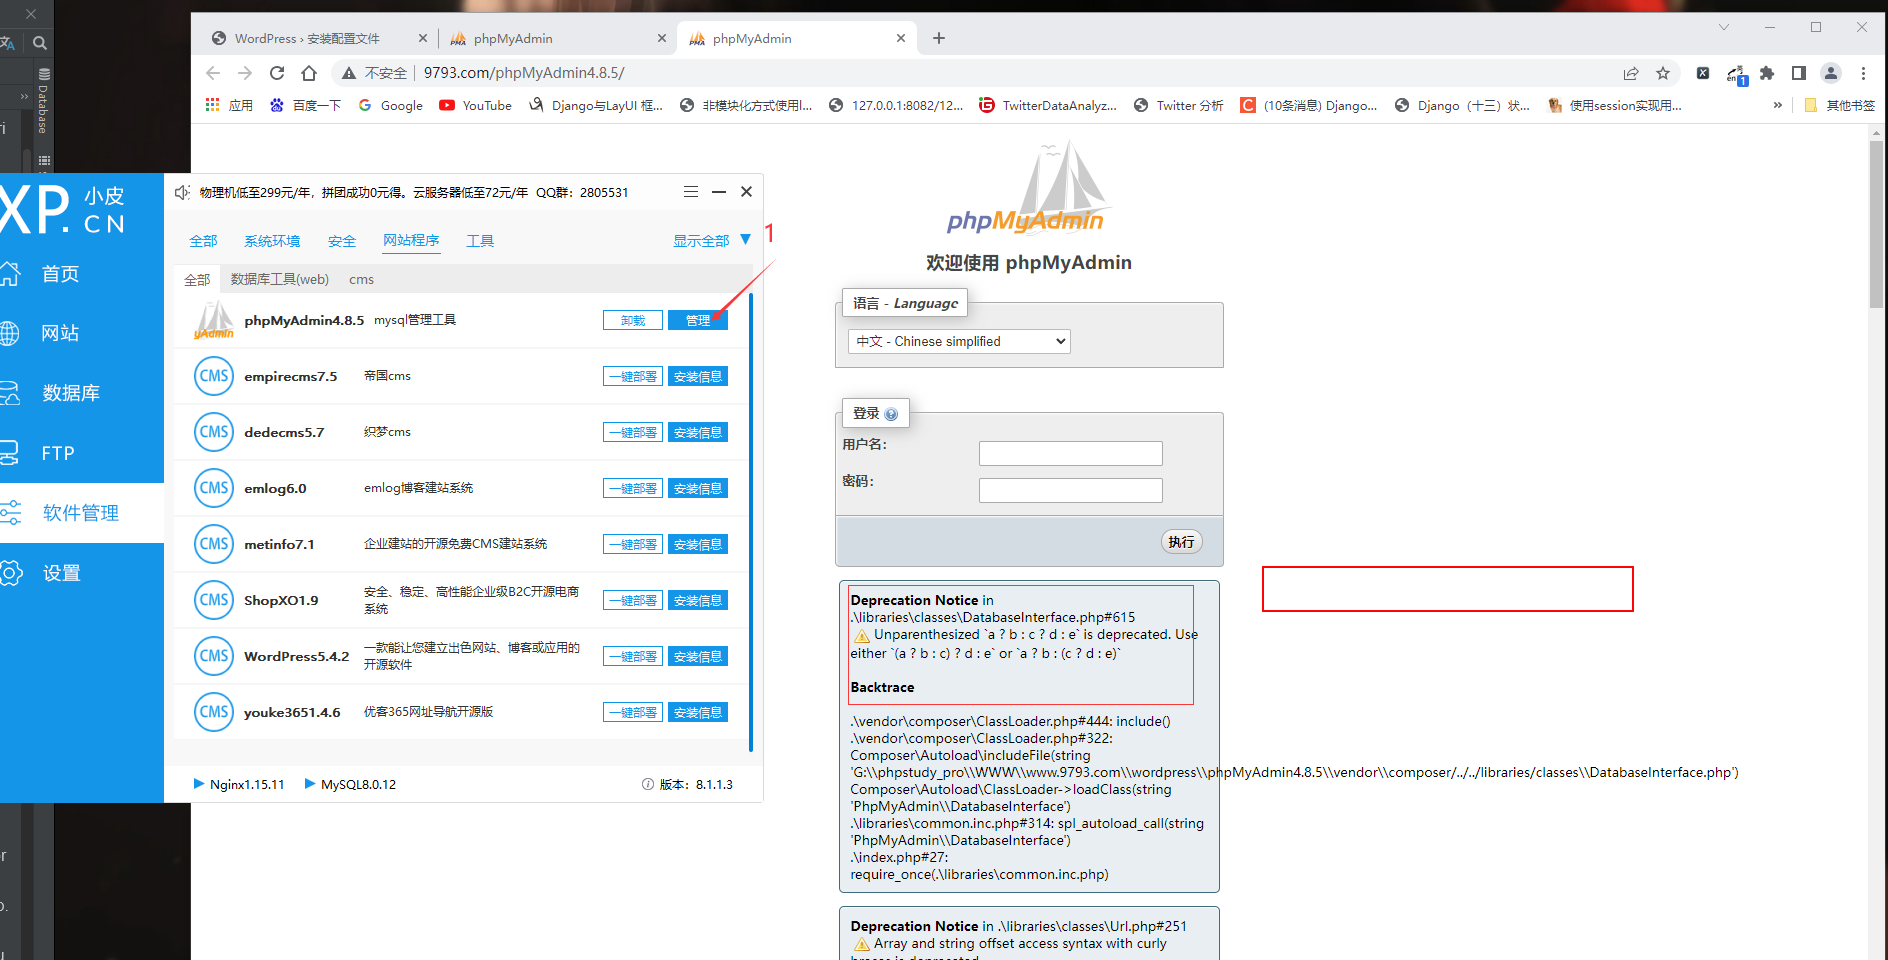 WordPress › 安装配置文件
phpMyAdmin
phpMyAdmin
不安全
9793.com/phpMyAdmin4.8.5/
应用
百度一下
Google
YouTube
Django与LayUI 框...
非模块化方式使用l...
127.0.0.1:8082/12...
TwitterDataAnalyz...
Twitter 分析
(10条消息) Django...
Django（十三）状...
使用session实现用...
»
其他书签
Database
XP.CN
小皮
物理机低至299元/年，拼团成功0元得。云服务器低至72元/年 QQ群：2805531
首页
网站
数据库
FTP
软件管理
设置
全部
系统环境
安全
网站程序
工具
显示全部
1
全部
数据库工具(web)
cms
phpMyAdmin4.8.5 mysql管理工具 卸载 管理
CMS empirecms7.5 帝国cms 一键部署 安装信息
CMS dedecms5.7 织梦cms 一键部署 安装信息
CMS emlog6.0 emlog博客建站系统 一键部署 安装信息
CMS metinfo7.1 企业建站的开源免费CMS建站系统 一键部署 安装信息
CMS ShopXO1.9 安全、稳定、高性能企业级B2C开源电商
系统 一键部署 安装信息
CMS WordPress5.4.2 一款能让您建立出色网站、博客或应用的
开源软件 一键部署 安装信息
CMS youke3651.4.6 优客365网址导航开源版 一键部署 安装信息
Nginx1.15.11
MySQL8.0.12
版本：8.1.1.3
phpMyAdmin
欢迎使用 phpMyAdmin
语言 - Language
中文 - Chinese simplified
登录
用户名：
密码：
执行
Deprecation Notice in
.\libraries\classes\DatabaseInterface.php#615
Unparenthesized `a ? b : c ? d : e` is deprecated. Use
either `(a ? b : c) ? d : e` or `a ? b : (c ? d : e)`
Backtrace
.\vendor\composer\ClassLoader.php#444: include()
.\vendor\composer\ClassLoader.php#322:
Composer\Autoload\includeFile(string
'G:\\phpstudy_pro\\WWW\\www.9793.com\\wordpress\\phpMyAdmin4.8.5\\vendor\\composer/../../libraries/classes\\DatabaseInterface.php')
Composer\Autoload\ClassLoader->loadClass(string
'PhpMyAdmin\\DatabaseInterface')
.\libraries\common.inc.php#314: spl_autoload_call(string
'PhpMyAdmin\\DatabaseInterface')
.\index.php#27:
require_once(.\libraries\common.inc.php)
Deprecation Notice in .\libraries\classes\Url.php#251
Array and string offset access syntax with curly
braces is deprecated